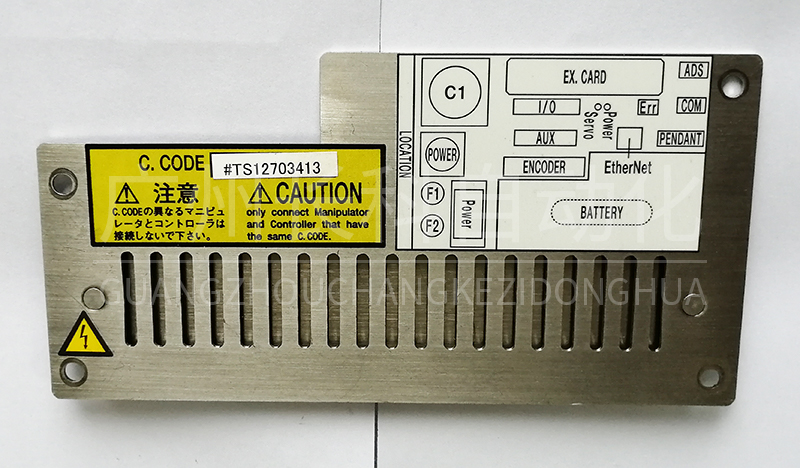 C. CODE #TS12703413
注意
C.CODEの異なるマニピュ
レータとコントローラは
接続しないで下さい。
CAUTION
only connect Manipulator
and Controller that have
the same C.CODE.
LOCATION
C1
EX. CARD
ADS
I/O
Power
Servo
Err
COM
AUX
PENDANT
POWER
ENCODER
EtherNet
F1
F2
Power
BATTERY
GUANGZHOUCHANGKEZIDONGHUA